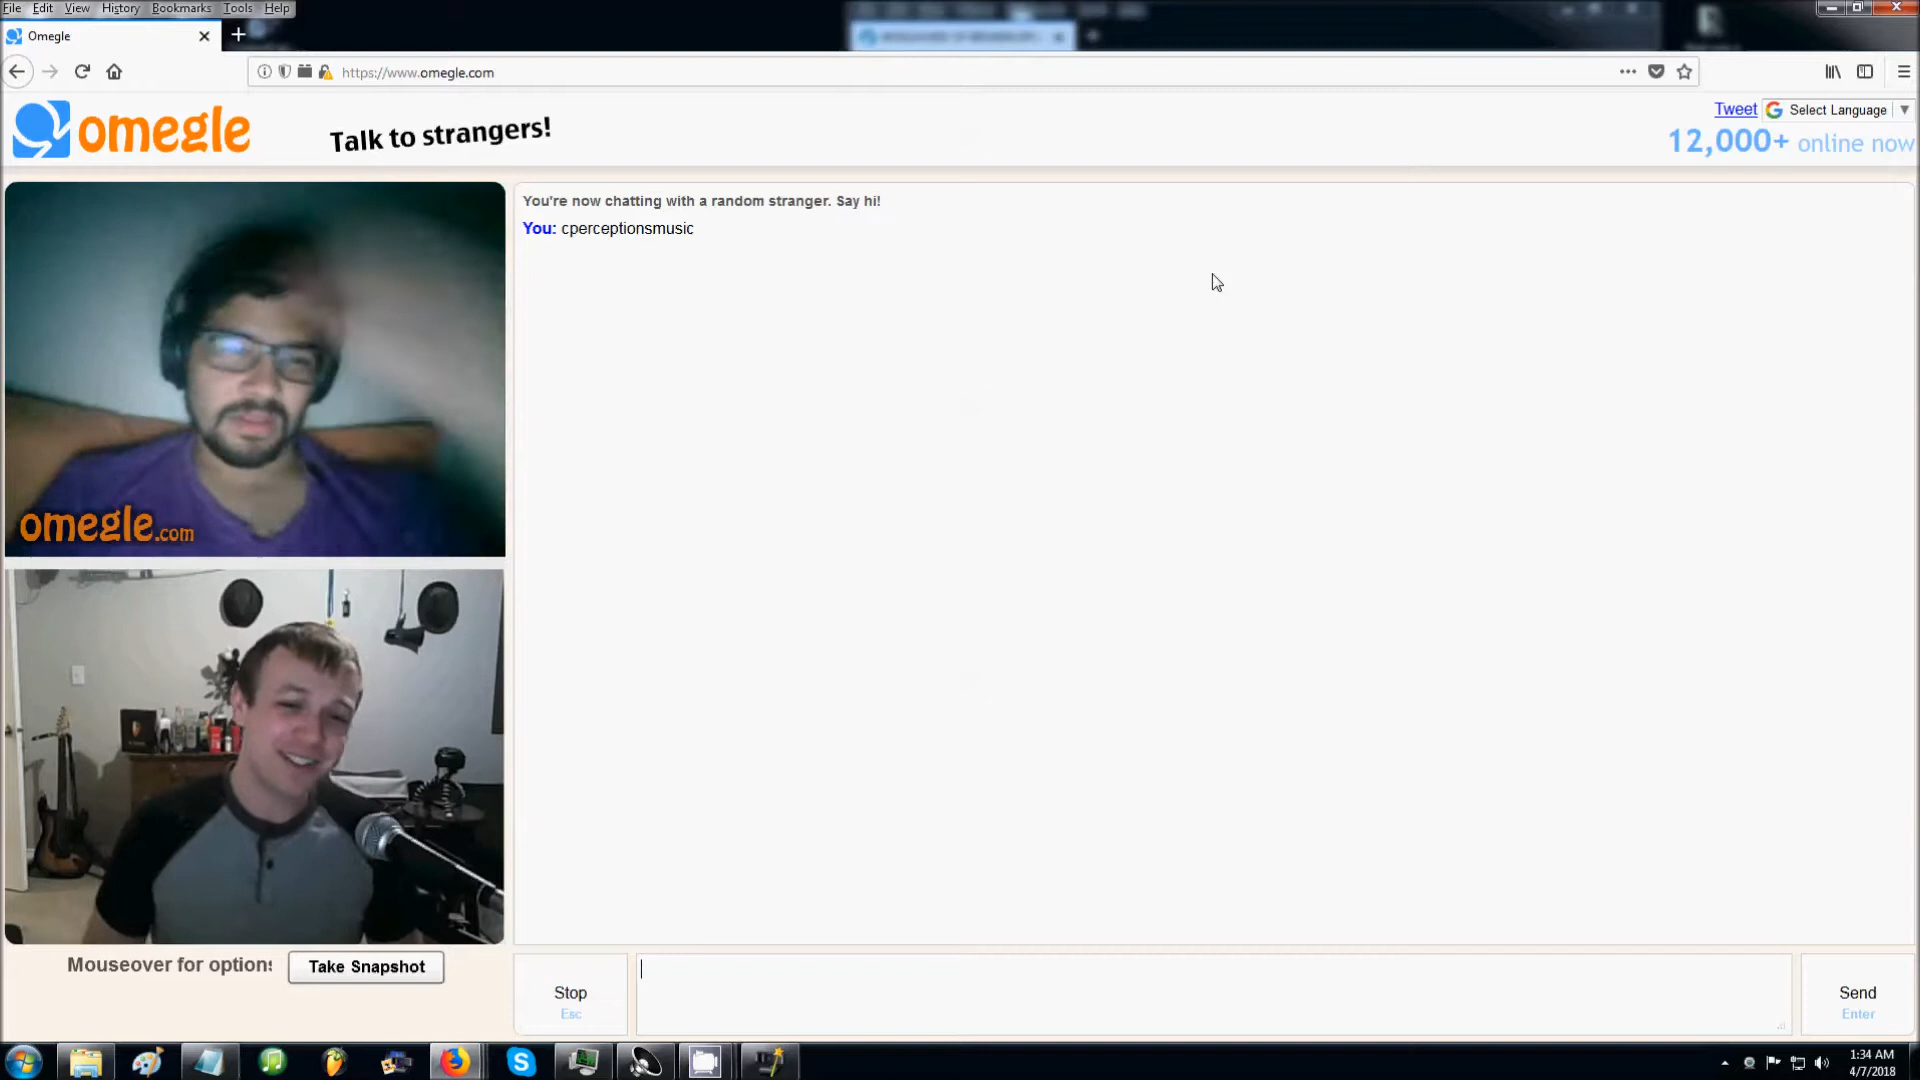 File Edit View History Bookmarks Tools Help
Omegle
https://www.omegle.com
omegle
Talk to strangers!
Tweet
Select Language
12,000+ online now
You're now chatting with a random stranger. Say hi!
You: cperceptionsmusic
omegle.com
Mouseover for options
Take Snapshot
Stop
Esc
Send
Enter
1:34 AM
4/7/2018